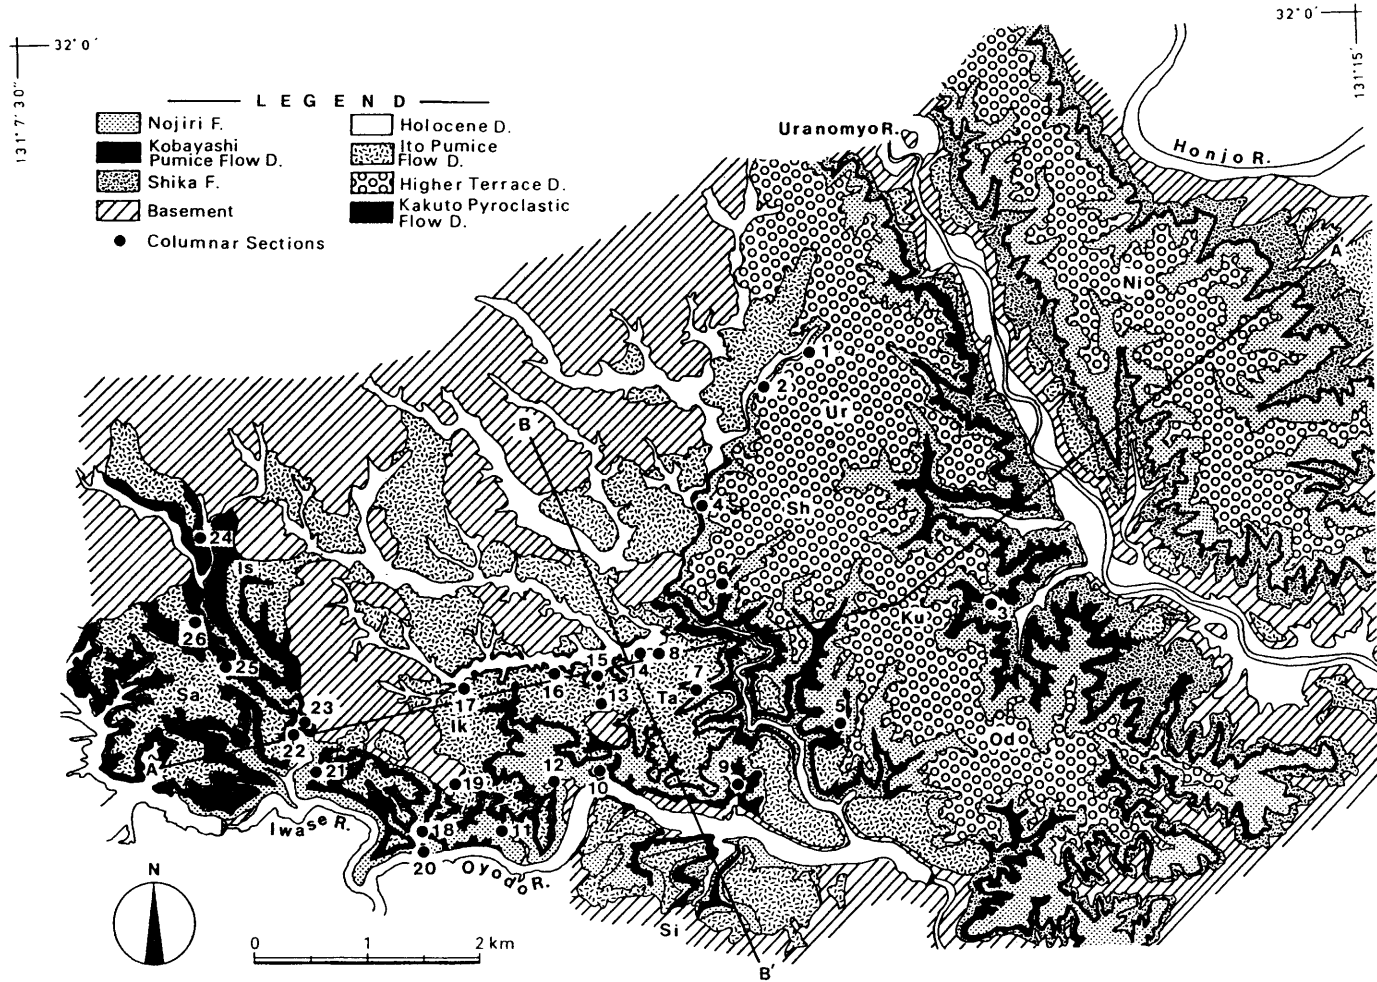 32°0′
32°0′
131°7′30″
131°15′
LEGEND
Nojiri F.
Kobayashi
Pumice Flow D.
Shika F.
Basement
Columnar Sections
Holocene D.
Ito Pumice
Flow D.
Higher Terrace D.
Kakuto Pyroclastic
Flow D.
Uranomyo R.
Honjo R.
A′
Ni
1
2
Ur
B
4
Sh
24
Is
6
3
Ku
26
25
15
14
8
7
16
13
Ta
Sa
17
Ik
23
22
5
Od
A
21
19
12
10
9
Iwase R.
18
11
20
Oyodo R.
N
Si
0 1 2 km
B′